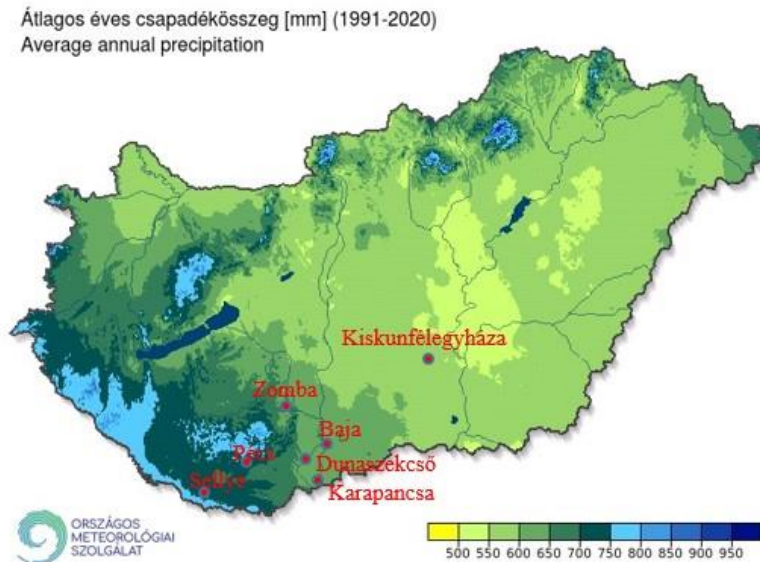 Átlagos éves csapadékösszeg [mm] (1991-2020)
Average annual precipitation
Kiskunfélegyháza
Zomba
Baja
Pécs
Dunaszekcső
Sellye
Karapancsa
ORSZÁGOS
METEOROLÓGIAI
SZOLGÁLAT
500 550 600 650 700 750 800 850 900 950